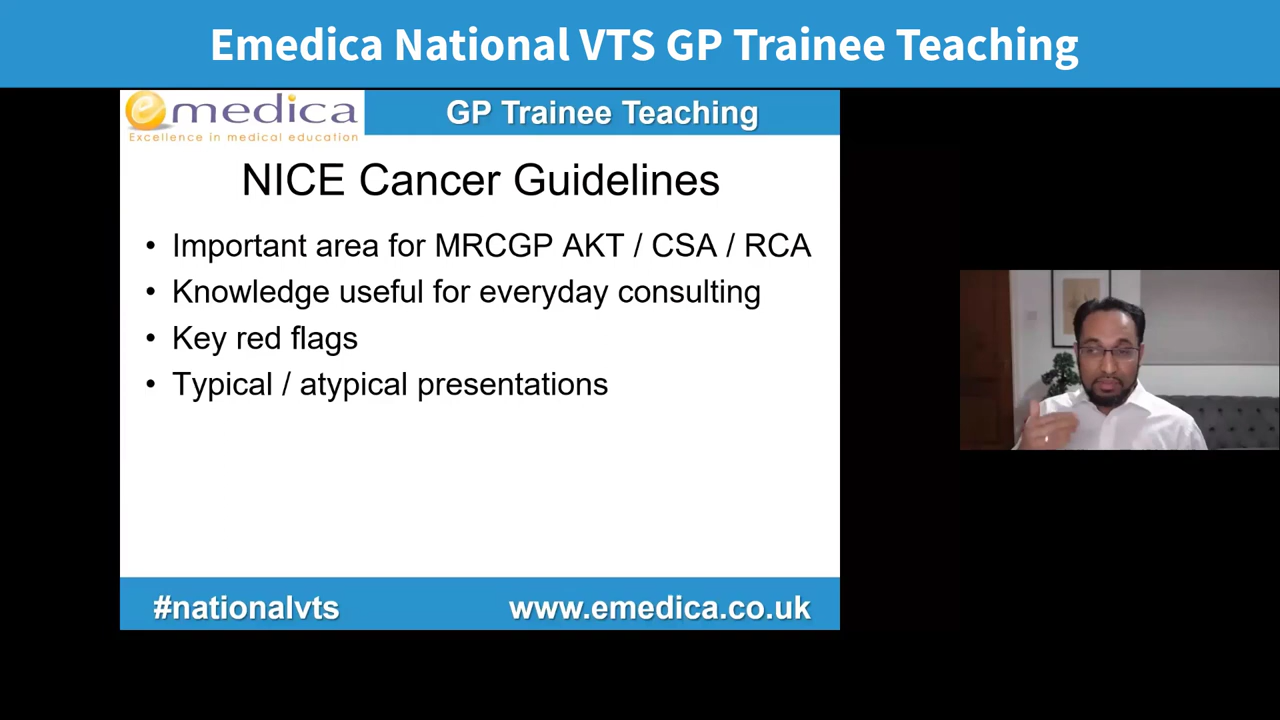 Emedica National VTS GP Trainee Teaching
emedica
Excellence in medical education
GP Trainee Teaching
NICE Cancer Guidelines
• Important area for MRCGP AKT / CSA / RCA
• Knowledge useful for everyday consulting
• Key red flags
• Typical / atypical presentations
#nationalvts
www.emedica.co.uk